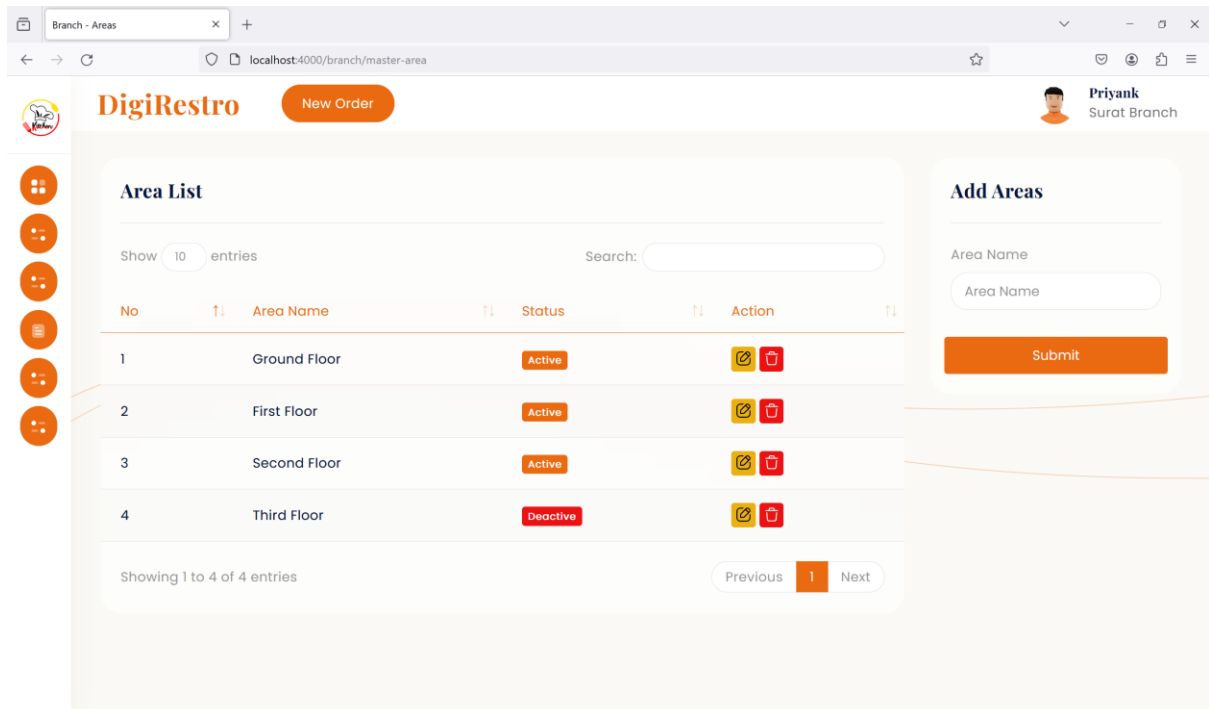 Branch - Areas
localhost:4000/branch/master-area
Kitchen
DigiRestro
New Order
Priyank
Surat Branch
Area List
Show 10 entries
Search:
No Area Name Status Action
1 Ground Floor Active
2 First Floor Active
3 Second Floor Active
4 Third Floor Deactive
Showing 1 to 4 of 4 entries
Previous 1 Next
Add Areas
Area Name
Area Name
Submit